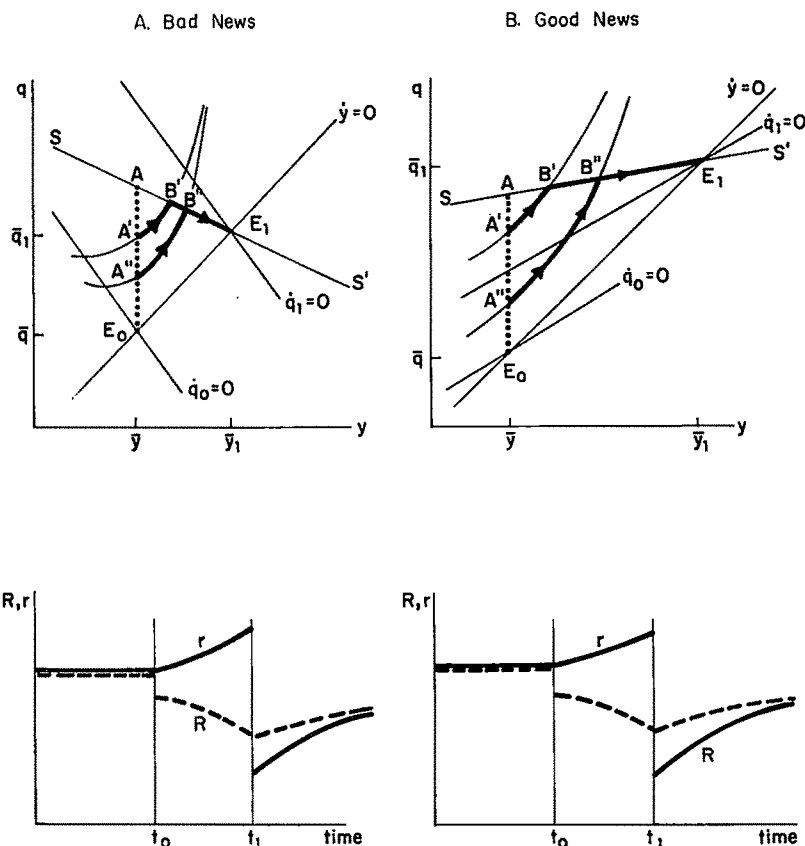 A. Bad News
q
S
A
B'
B"
ẏ=0
A'
E₁
q̄₁
A"
S'
q̇₁=0
E₀
q̄
q̇₀=0
ȳ
ȳ₁
y
B. Good News
q
ẏ=0
q̇₁=0
q̄₁
S
A
B'
B"
S'
E₁
A'
q̇₀=0
A"
q̄
E₀
ȳ
ȳ₁
y
R,r
r
R
t₀
t₁
time
R,r
r
R
t₀
t₁
time